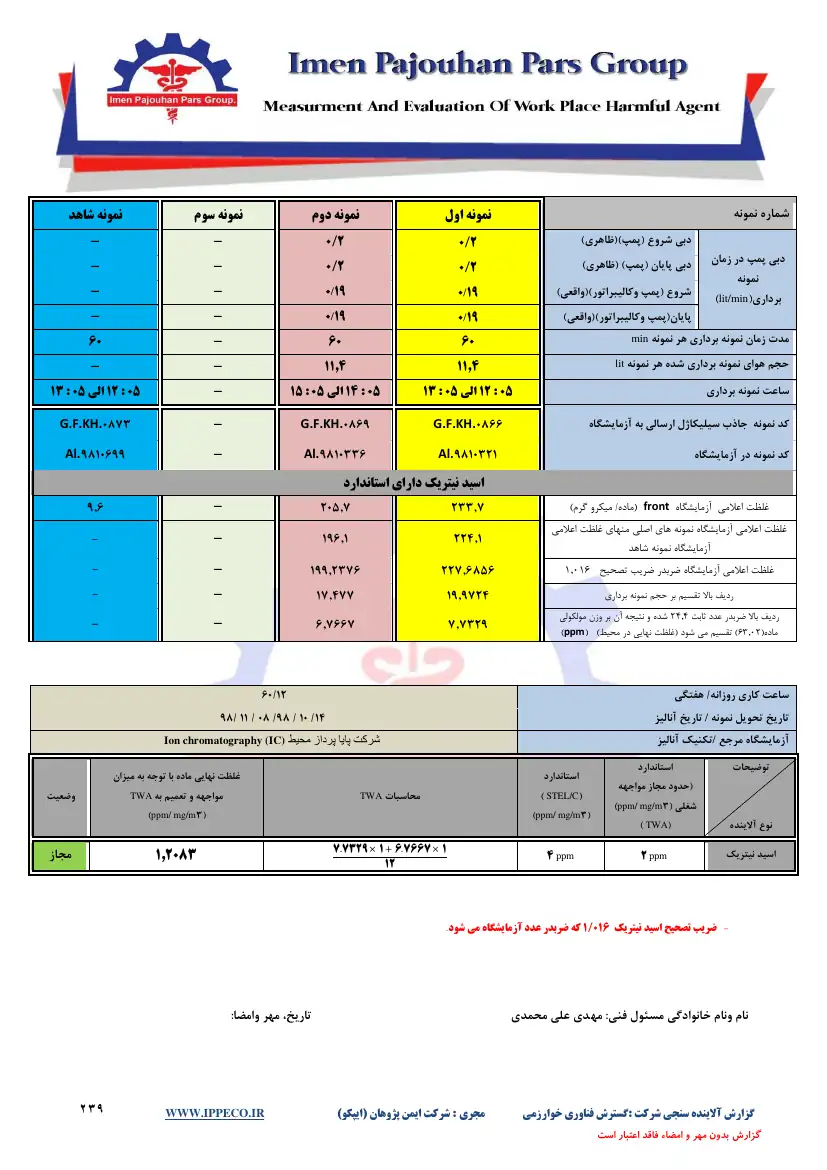 Imen Pajouhan Pars Group
Imen Pajouhan Pars Group.
Measurment And Evaluation Of Work Place Harmful Agent
شماره نمونه نمونه اول نمونه دوم نمونه سوم نمونه شاهد
دبی پمپ در زمان نمونه برداری(lit/min)
دبی شروع (پمپ)(ظاهری) ۰/۲ ۰/۲ – –
دبی پایان (پمپ) (ظاهری) ۰/۲ ۰/۲ – –
شروع (پمپ وکالیبراتور)(واقعی) ۰/۱۹ ۰/۱۹ – –
پایان(پمپ وکالیبراتور)(واقعی) ۰/۱۹ ۰/۱۹ – –
مدت زمان نمونه برداری هر نمونه min ۶۰ ۶۰ – ۶۰
حجم هوای نمونه برداری شده هر نمونه lit ۱۱,۴ ۱۱,۴ – –
ساعت نمونه برداری ۱۲:۰۵ الی ۱۳:۰۵ ۱۴:۰۵ الی ۱۵:۰۵ – ۱۲:۰۵ الی ۱۳:۰۵
کد نمونه جاذب سیلیکاژل ارسالی به آزمایشگاه G.F.KH.۰۸۶۶ G.F.KH.۰۸۶۹ – G.F.KH.۰۸۷۳
کد نمونه در آزمایشگاه Al.۹۸۱۰۳۲۱ Al.۹۸۱۰۳۳۶ – Al.۹۸۱۰۶۹۹
اسید نیتریک دارای استاندارد
غلظت اعلامی آزمایشگاه front (ماده/ میکرو گرم) ۲۳۳,۷ ۲۰۵,۷ – ۹,۶
غلظت اعلامی آزمایشگاه نمونه های اصلی منهای غلظت اعلامی
آزمایشگاه نمونه شاهد ۲۲۴,۱ ۱۹۶,۱ – -
غلظت اعلامی آزمایشگاه ضربدر ضریب تصحیح ۱,۰۱۶ ۲۲۷,۶۸۵۶ ۱۹۹,۲۳۷۶ – -
ردیف بالا تقسیم بر حجم نمونه برداری ۱۹,۹۷۲۴ ۱۷,۴۷۷ – –
ردیف بالا ضربدر عدد ثابت ۲۴,۴ شده و نتیجه آن بر وزن مولکولی
ماده(۶۳,۰۲) تقسیم می شود (غلظت نهایی در محیط) (ppm) ۷,۷۳۲۹ ۶,۷۶۶۷ – –
ساعت کاری روزانه/ هفتگی ۶۰/۱۲
تاریخ تحویل نمونه / تاریخ آنالیز ۹۸/ ۱۱ / ۰۸ /۹۸ / ۱۰ /۱۴
آزمایشگاه مرجع /تکنیک آنالیز شرکت پایا پرداز محیط Ion chromatography (IC)
توضیحات
نوع آلاینده
استاندارد
(حدود مجاز مواجهه
شغلی (ppm/ mg/m۳
( TWA)
استاندارد
( STEL/C)
(ppm/ mg/m۳)
محاسبات TWA
غلظت نهایی ماده با توجه به میزان
مواجهه و تعمیم به TWA
(ppm/ mg/m۳)
وضعیت
اسید نیتریک ۲ ppm ۴ ppm ۷.۷۳۲۹ × ۱ + ۶.۷۶۶۷ × ۱
۱۲
۱,۲۰۸۳ مجاز
- ضریب تصحیح اسید نیتریک ۱/۰۱۶ که ضربدر عدد آزمایشگاه می شود.
نام ونام خانوادگی مسئول فنی: مهدی علی محمدی تاریخ، مهر وامضا:
گزارش آلاینده سنجی شرکت :گسترش فناوری خوارزمی مجری : شرکت ایمن پژوهان (ایپکو) WWW.IPPECO.IR ۲۳۹
گزارش بدون مهر و امضاء فاقد اعتبار است